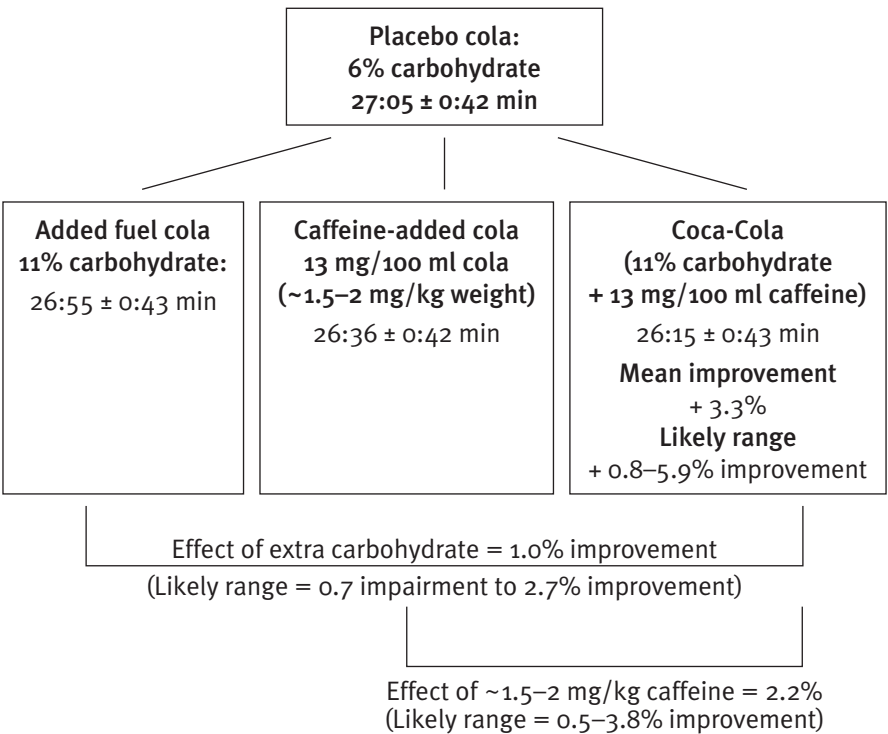 Placebo cola:
6% carbohydrate
27:05 ± 0:42 min
Added fuel cola
11% carbohydrate:
26:55 ± 0:43 min
Caffeine-added cola
13 mg/100 ml cola
(~1.5–2 mg/kg weight)
26:36 ± 0:42 min
Coca-Cola
(11% carbohydrate
+ 13 mg/100 ml caffeine)
26:15 ± 0:43 min
Mean improvement
+ 3.3%
Likely range
+ 0.8–5.9% improvement
Effect of extra carbohydrate = 1.0% improvement
(Likely range = 0.7 impairment to 2.7% improvement)
Effect of ~1.5–2 mg/kg caffeine = 2.2%
(Likely range = 0.5–3.8% improvement)